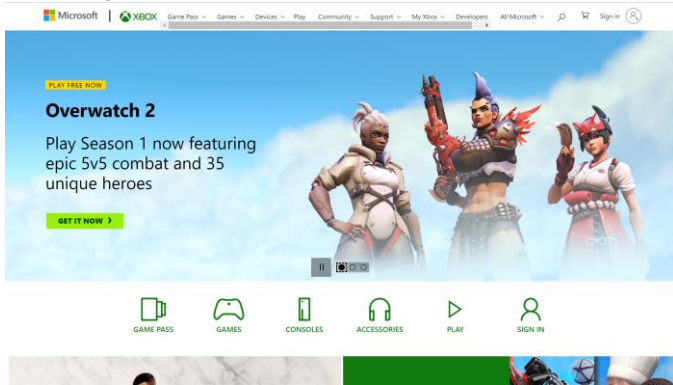 Microsoft
XBOX
Game Pass
Games
Devices
Play
Community
Support
My Xbox
Developers
All Microsoft
Sign in
PLAY FREE NOW
Overwatch 2
Play Season 1 now featuring
epic 5v5 combat and 35
unique heroes
GET IT NOW
GAME PASS
GAMES
CONSOLES
ACCESSORIES
PLAY
SIGN IN